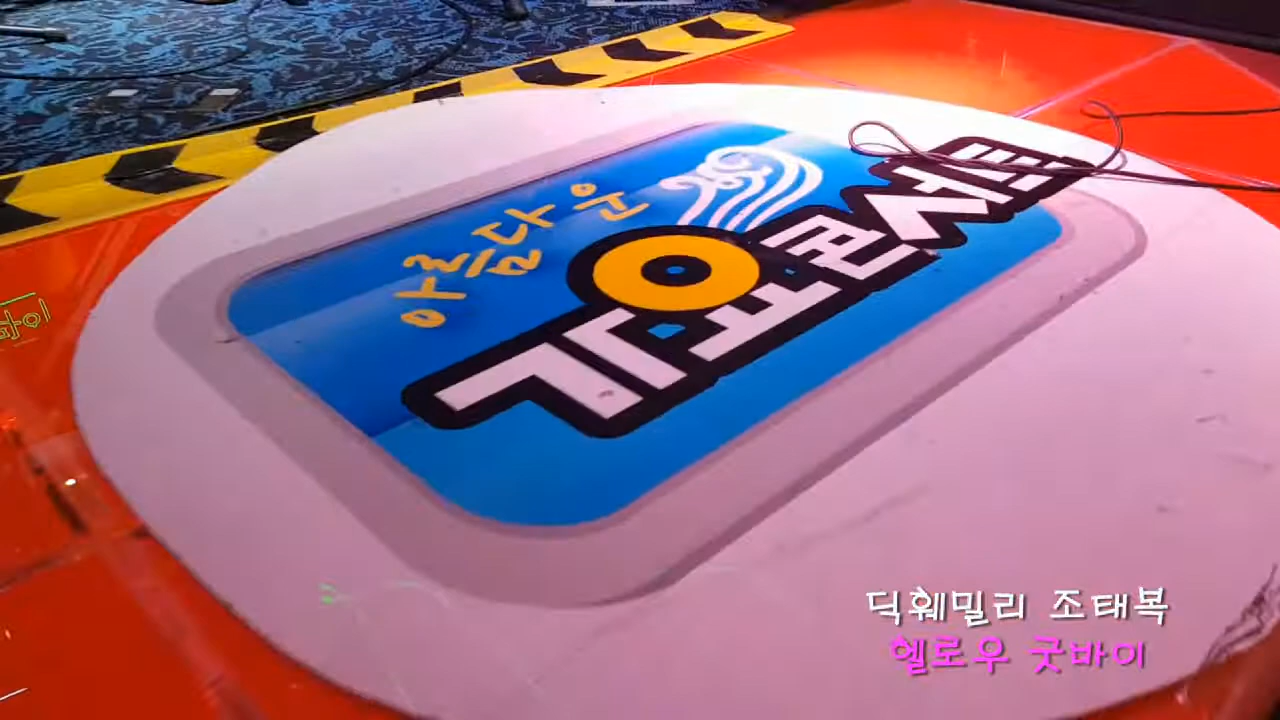 아름다운
가요콘서트
딕훼밀리 조태복
헬로우 굿바이